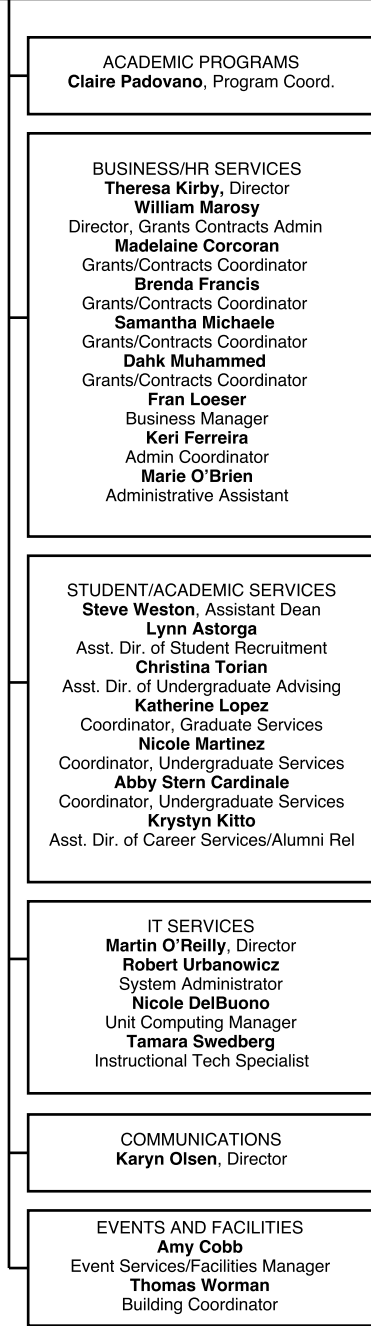 ACADEMIC PROGRAMS
Claire Padovano, Program Coord.
BUSINESS/HR SERVICES
Theresa Kirby, Director
William Marosy
Director, Grants Contracts Admin
Madelaine Corcoran
Grants/Contracts Coordinator
Brenda Francis
Grants/Contracts Coordinator
Samantha Michaele
Grants/Contracts Coordinator
Dahk Muhammed
Grants/Contracts Coordinator
Fran Loeser
Business Manager
Keri Ferreira
Admin Coordinator
Marie O’Brien
Administrative Assistant
STUDENT/ACADEMIC SERVICES
Steve Weston, Assistant Dean
Lynn Astorga
Asst. Dir. of Student Recruitment
Christina Torian
Asst. Dir. of Undergraduate Advising
Katherine Lopez
Coordinator, Graduate Services
Nicole Martinez
Coordinator, Undergraduate Services
Abby Stern Cardinale
Coordinator, Undergraduate Services
Krystyn Kitto
Asst. Dir. of Career Services/Alumni Rel
IT SERVICES
Martin O’Reilly, Director
Robert Urbanowicz
System Administrator
Nicole DelBuono
Unit Computing Manager
Tamara Swedberg
Instructional Tech Specialist
COMMUNICATIONS
Karyn Olsen, Director
EVENTS AND FACILITIES
Amy Cobb
Event Services/Facilities Manager
Thomas Worman
Building Coordinator